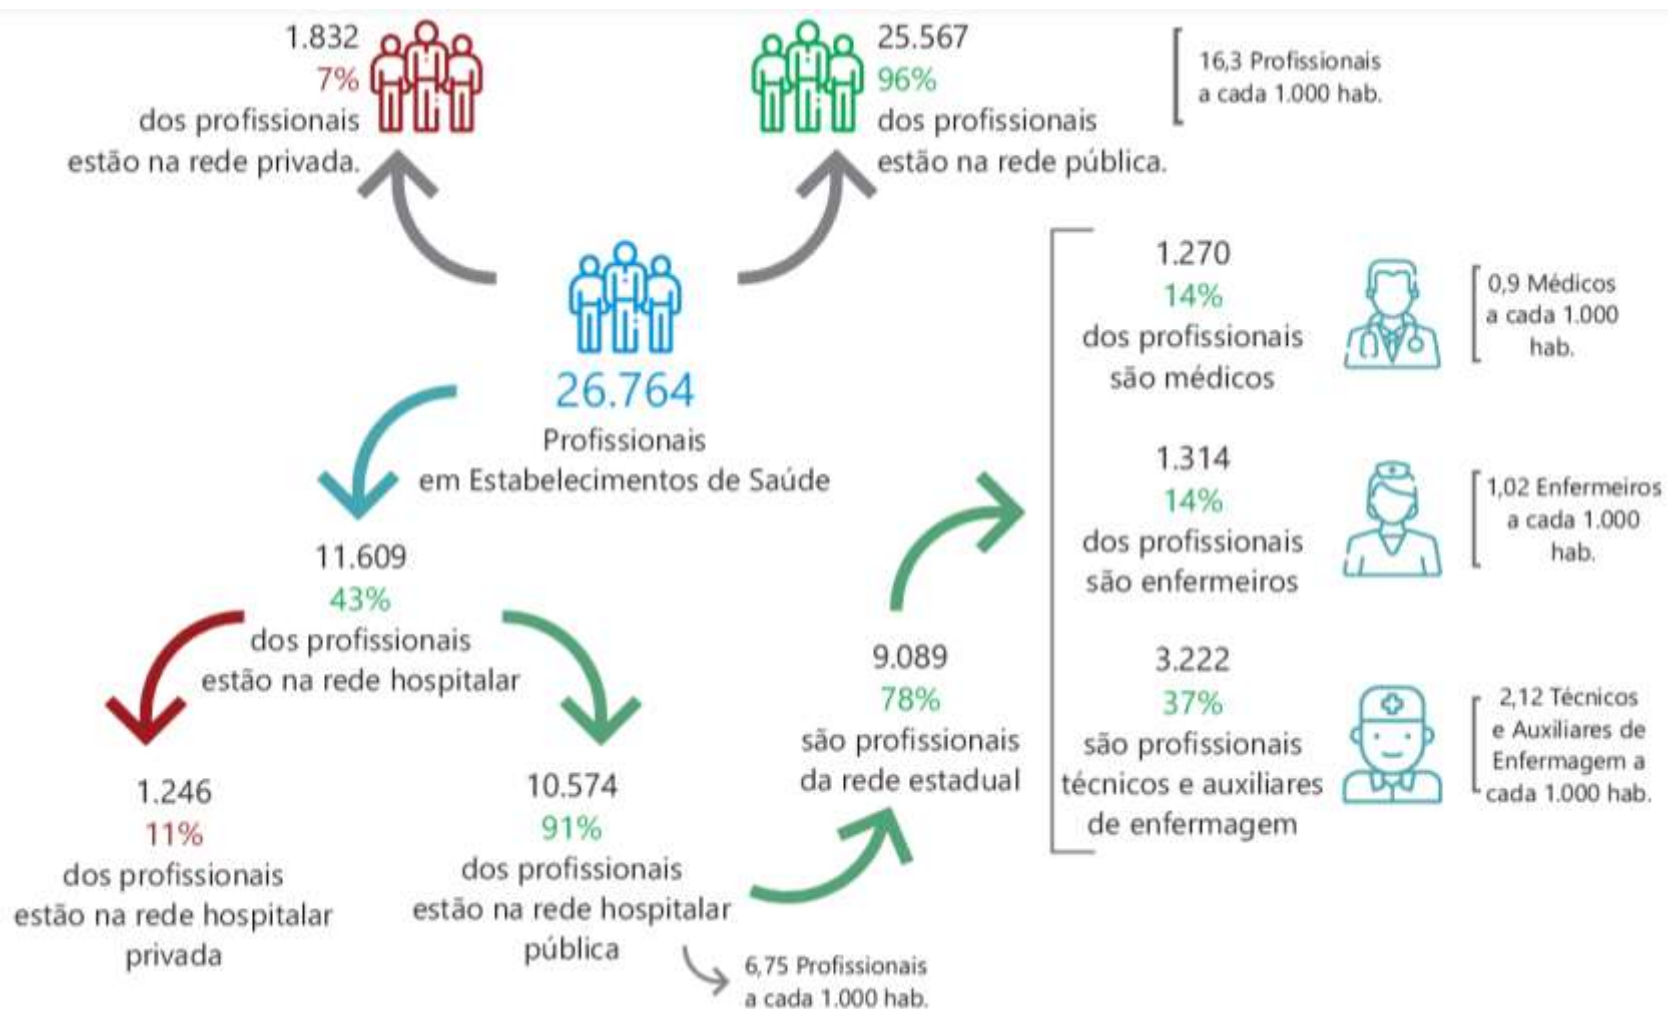 1.832
7%
dos profissionais
estão na rede privada.
25.567
96%
dos profissionais
estão na rede pública.
16,3 Profissionais
a cada 1.000 hab.
26.764
Profissionais
em Estabelecimentos de Saúde
11.609
43%
dos profissionais
estão na rede hospitalar
1.246
11%
dos profissionais
estão na rede hospitalar
privada
10.574
91%
dos profissionais
estão na rede hospitalar
pública
6,75 Profissionais
a cada 1.000 hab.
9.089
78%
são profissionais
da rede estadual
1.270
14%
dos profissionais
são médicos
0,9 Médicos
a cada 1.000
hab.
1.314
14%
dos profissionais
são enfermeiros
1,02 Enfermeiros
a cada 1.000
hab.
3.222
37%
são profissionais
técnicos e auxiliares
de enfermagem
2,12 Técnicos
e Auxiliares de
Enfermagem a
cada 1.000 hab.